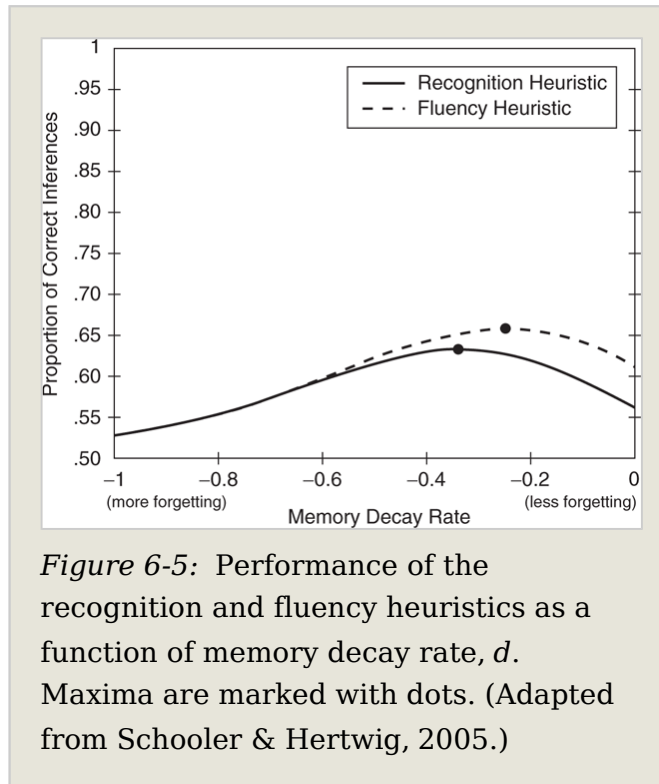 1
.95
.90
.85
.80
.75
.70
.65
.60
.55
.50
Proportion of Correct Inferences
Recognition Heuristic
Fluency Heuristic
−1
−0.8
−0.6
−0.4
−0.2
0
(more forgetting)
(less forgetting)
Memory Decay Rate
Figure 6-5: Performance of the
recognition and fluency heuristics as a
function of memory decay rate, d.
Maxima are marked with dots. (Adapted
from Schooler & Hertwig, 2005.)